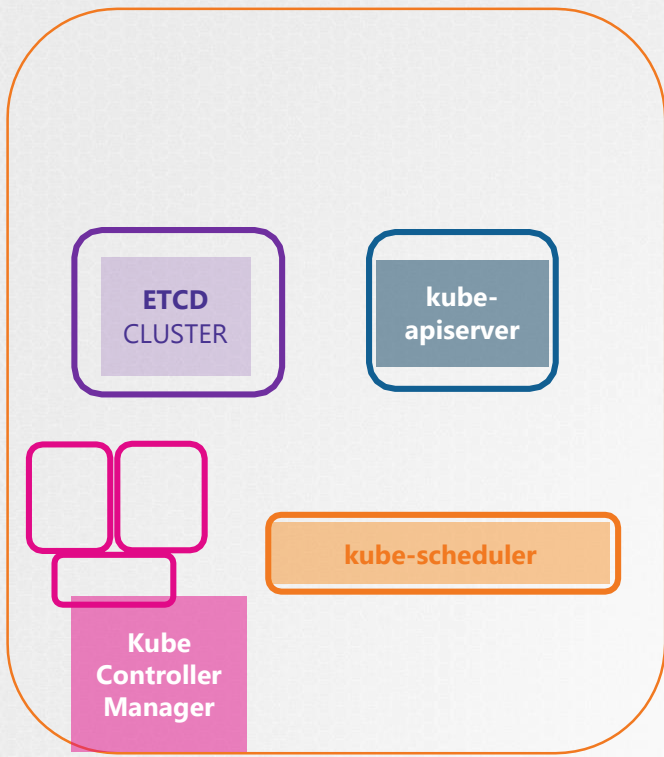 ETCD
CLUSTER
kube-
apiserver
kube-scheduler
Kube
Controller
Manager